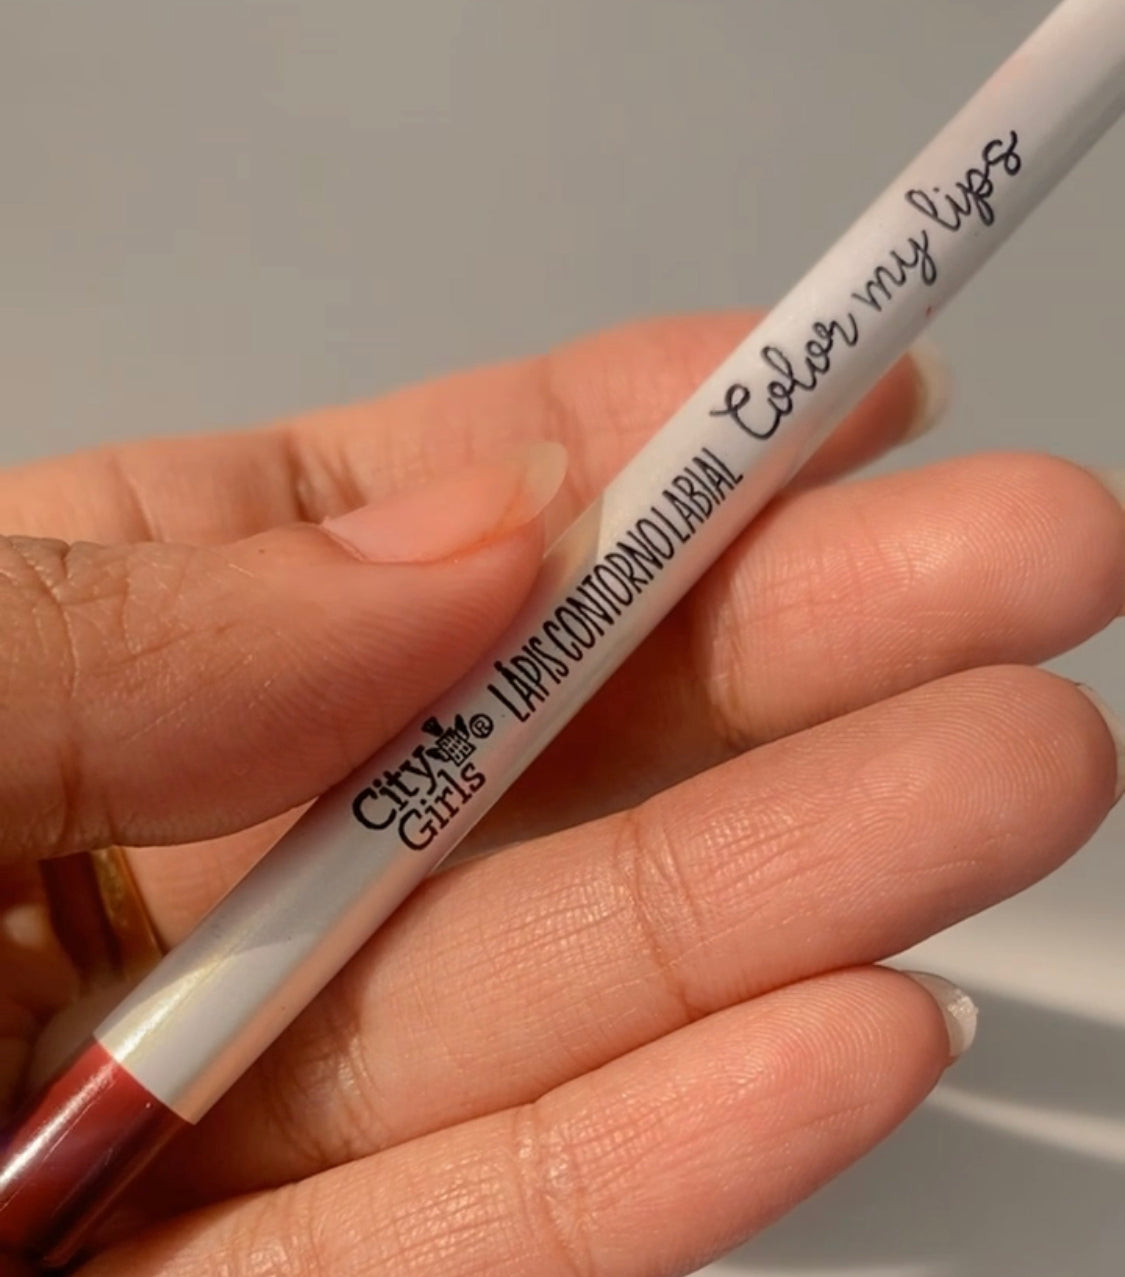 City
Girls ®
LÁPIS CONTORNO LABIAL Color my lips